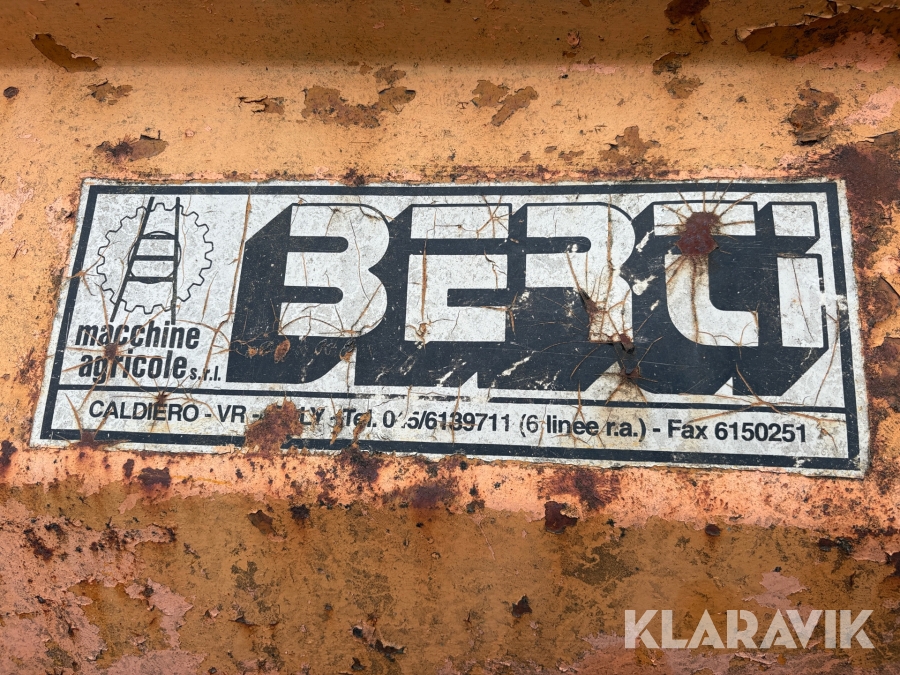 BERTI
macchine
agricole s.r.l.
CALDIERO - VR - Tel. 6139711 (6 linee r.a.) - Fax 6150251
KLARAVIK